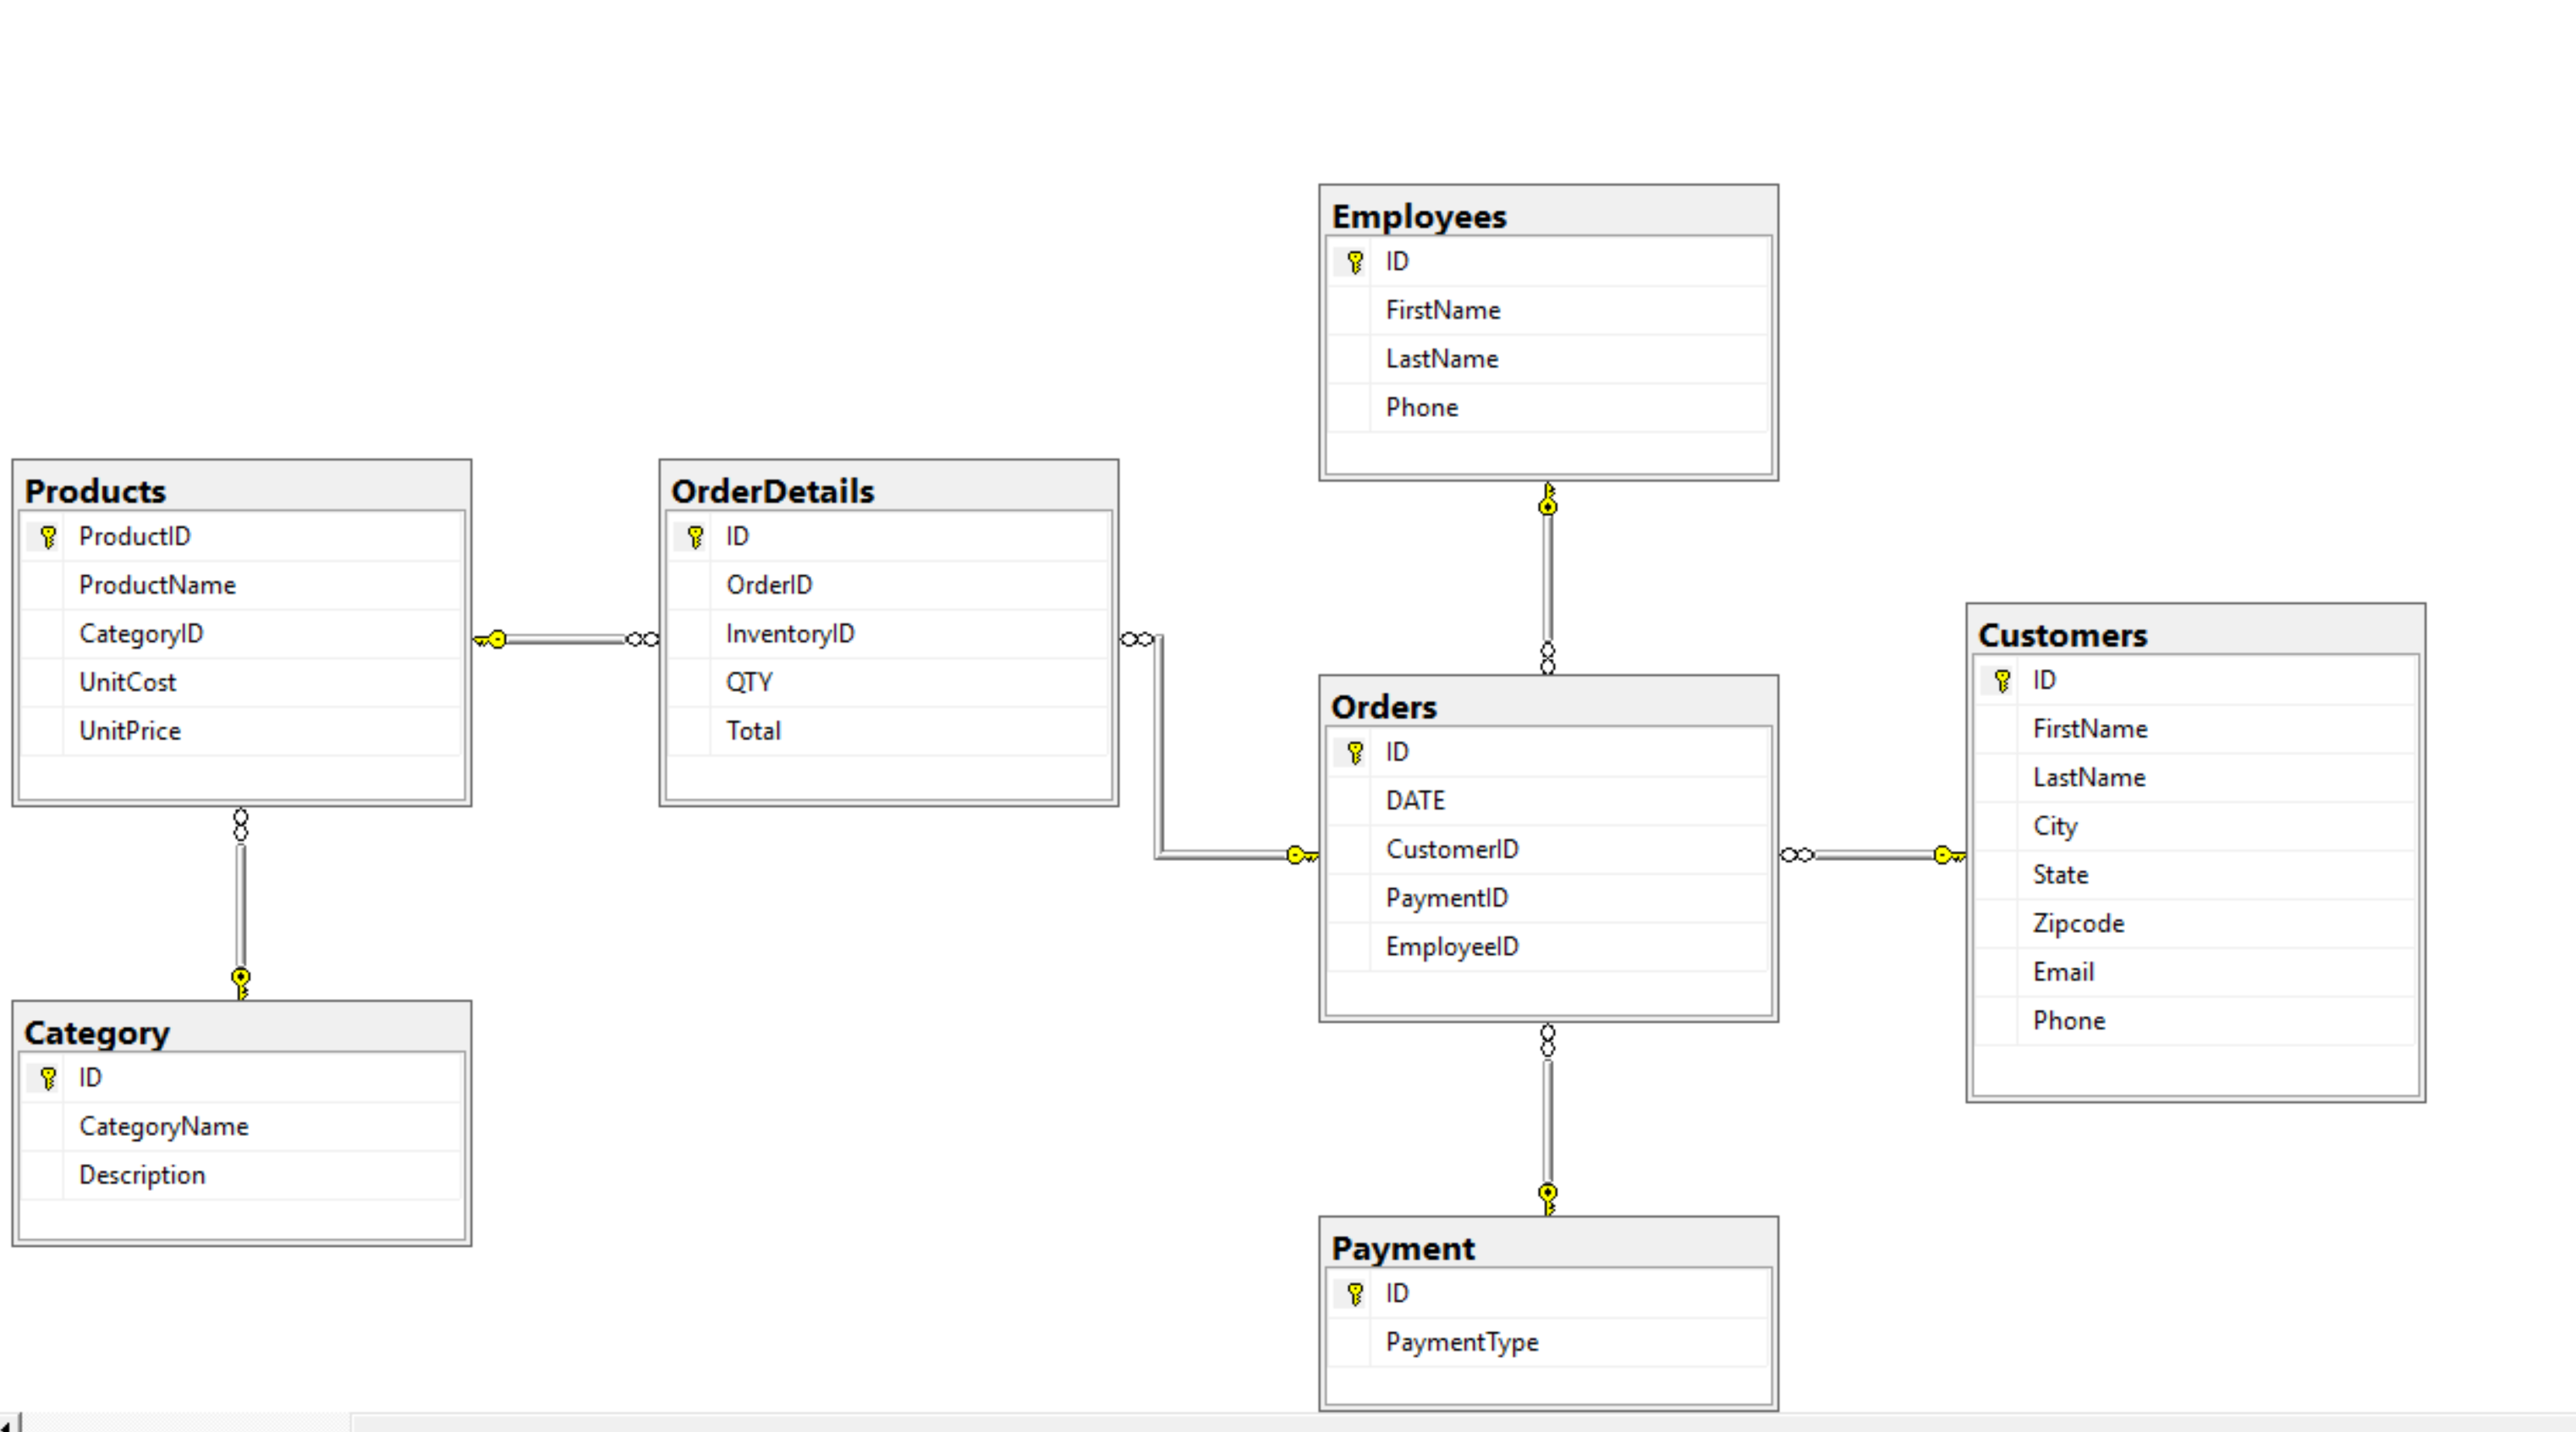 Employees
ID
FirstName
LastName
Phone
Products
ProductID
ProductName
CategoryID
UnitCost
UnitPrice
OrderDetails
ID
OrderID
InventoryID
QTY
Total
Orders
ID
DATE
CustomerID
PaymentID
EmployeeID
Customers
ID
FirstName
LastName
City
State
Zipcode
Email
Phone
Category
ID
CategoryName
Description
Payment
ID
PaymentType